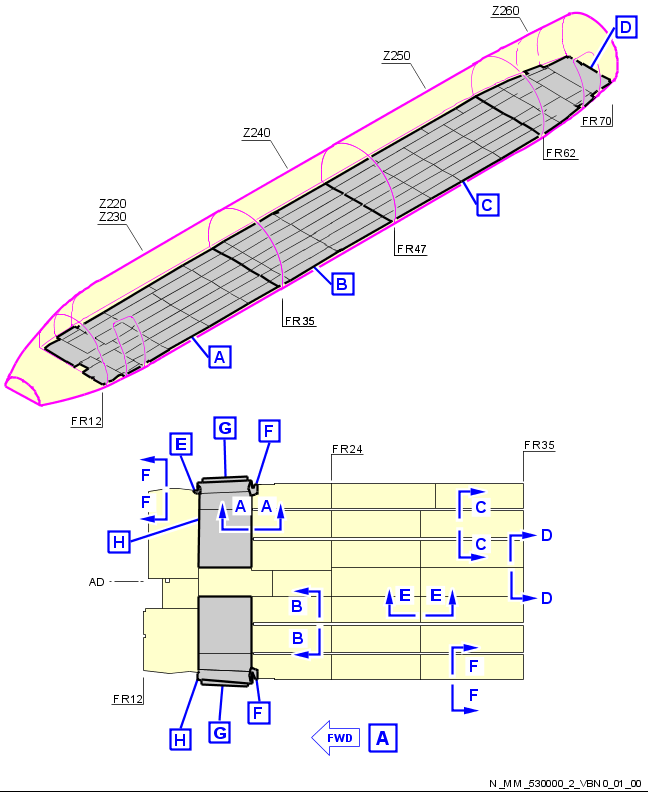 Z260
D
Z250
FR70
Z240
FR62
C
Z220
Z230
FR47
B
FR35
A
FR12
G
F
E
FR24
FR35
F
F
A A
C
H
C
D
AD
E E
B
D
B
F
FR12
F
H
G
F
FWD
A
N_MM_530000_2_VBN0_01_00